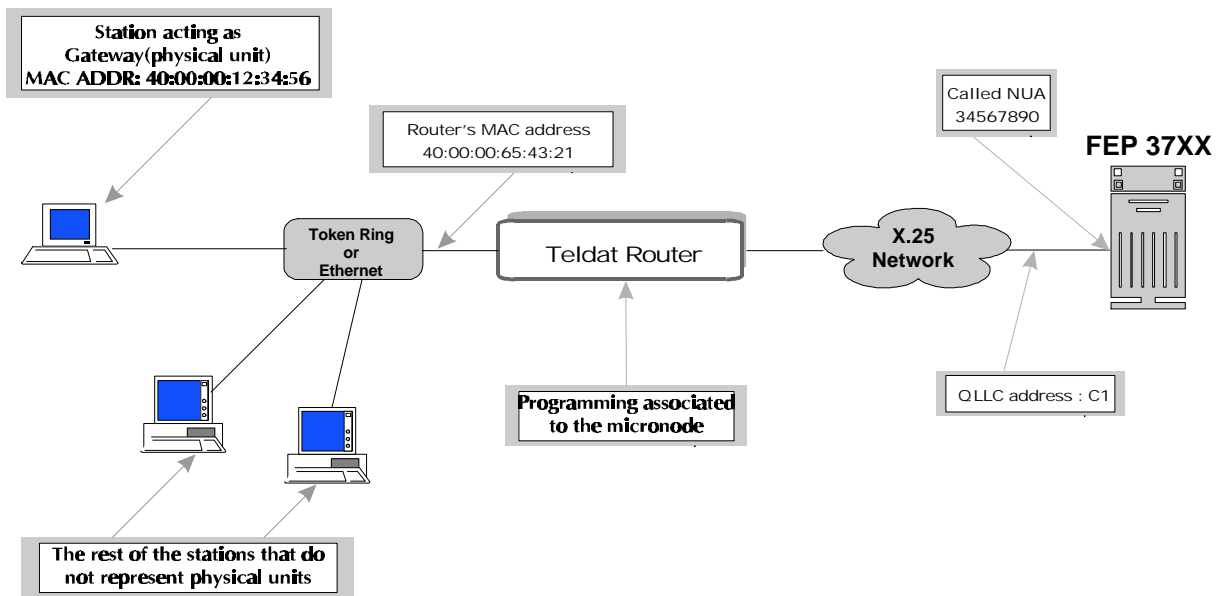 Station acting as
Gateway(physical unit)
MAC ADDR: 40:00:00:12:34:56
Router's MAC address
40:00:00:65:43:21
Called NUA
34567890
FEP 37XX
Token Ring
or
Ethernet
Teldat Router
X.25
Network
Programming associated
to the micronode
QLLC address : C1
The rest of the stations that do
not represent physical units